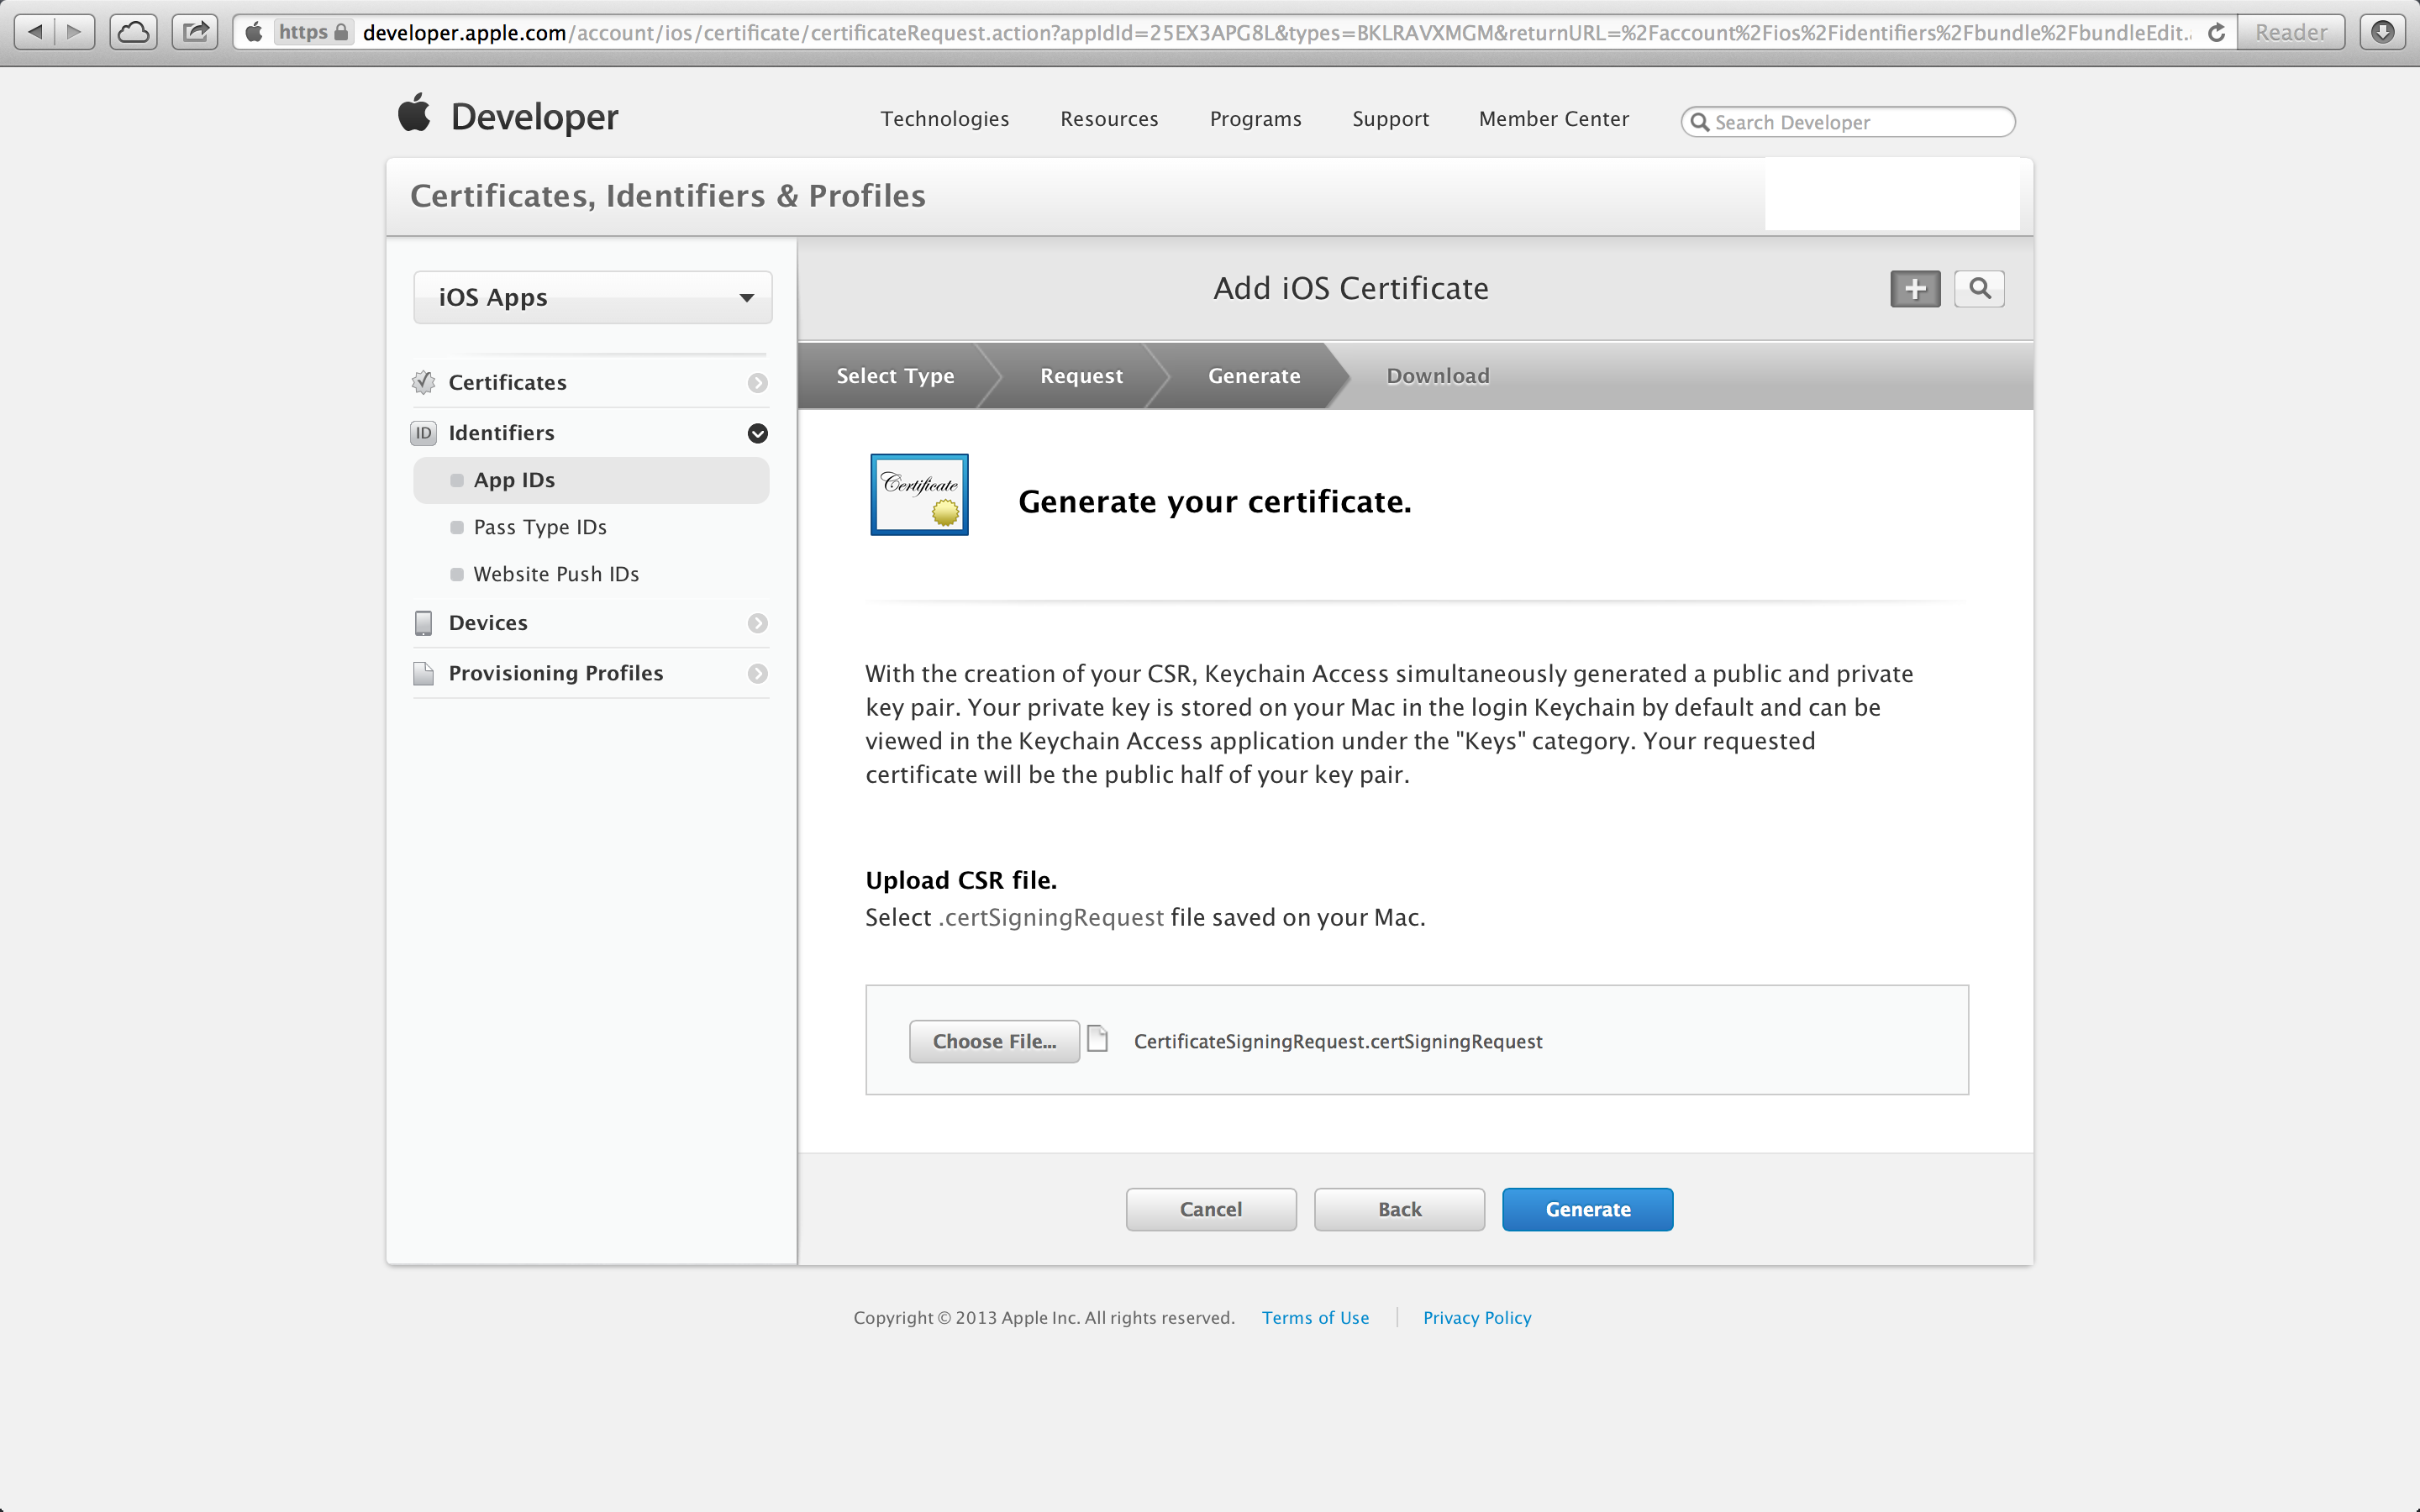 https developer.apple.com/account/ios/certificate/certificateRequest.action?appIdId=25EX3APG8L&types=BKLRAVXMGM&returnURL=%2Faccount%2Fios%2Fidentifiers%2Fbundle%2FbundleEdit. Reader
Developer Technologies Resources Programs Support Member Center Search Developer
Certificates, Identifiers & Profiles
iOS Apps
Certificates
ID Identifiers
App IDs
Pass Type IDs
Website Push IDs
Devices
Provisioning Profiles
Add iOS Certificate
Select Type Request Generate Download
Certificate
Generate your certificate.
With the creation of your CSR, Keychain Access simultaneously generated a public and private
key pair. Your private key is stored on your Mac in the login Keychain by default and can be
viewed in the Keychain Access application under the "Keys" category. Your requested
certificate will be the public half of your key pair.
Upload CSR file.
Select .certSigningRequest file saved on your Mac.
Choose File... CertificateSigningRequest.certSigningRequest
Cancel Back Generate
Copyright © 2013 Apple Inc. All rights reserved. Terms of Use Privacy Policy